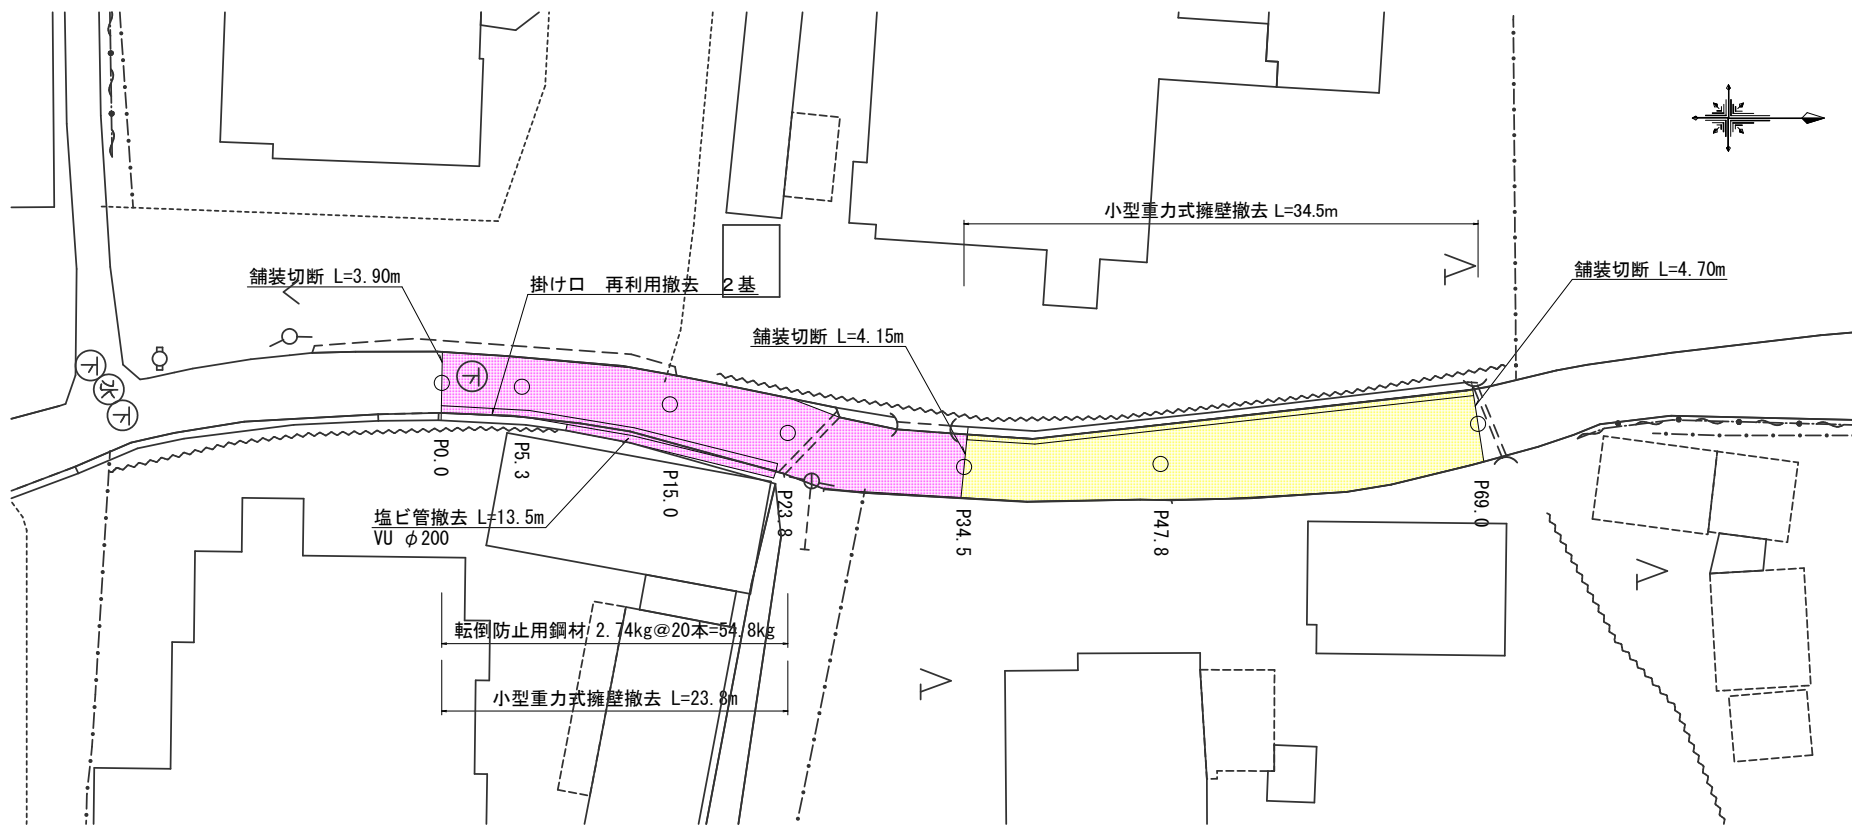 小型重力式擁壁撤去 L=34.5m
舗装切断 L=3.90m
掛け口 再利用撤去 2基
舗装切断 L=4.70m
舗装切断 L=4.15m
下
水
下
下
P0.0
P5.3
P15.0
P23.8
P34.5
P47.8
P69.0
塩ビ管撤去 L=13.5m
VU φ200
転倒防止用鋼材 2.74kg@20本=54.8kg
小型重力式擁壁撤去 L=23.8m